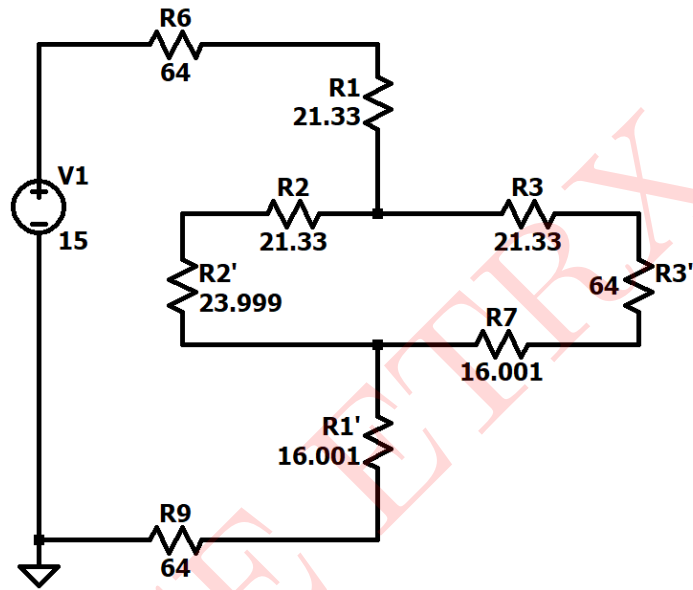 R6
64
R1
21.33
V1
15
R2
21.33
R3
21.33
R2'
23.999
64
R3'
R7
16.001
R1'
16.001
R9
64
E ETRX